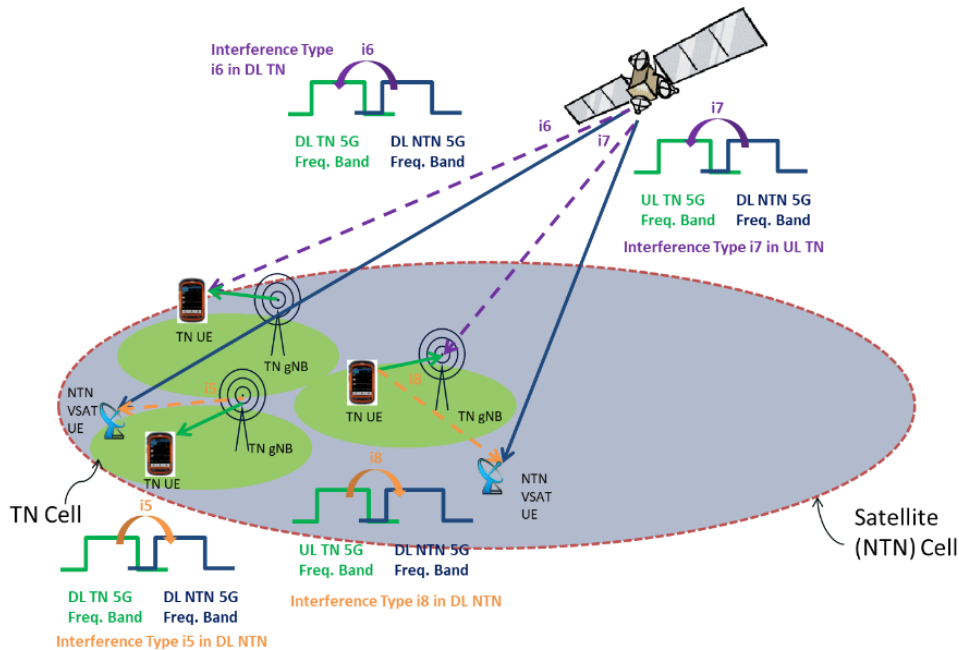 Interference Type
i6 in DL TN
i6
DL TN 5G
Freq. Band
DL NTN 5G
Freq. Band
i6
i7
i7
UL TN 5G
Freq. Band
DL NTN 5G
Freq. Band
Interference Type i7 in UL TN
TN UE
TN gNB
TN UE
i8
TN gNB
NTN
VSAT
UE
i5
TN gNB
TN UE
NTN
VSAT
UE
TN Cell
Satellite
(NTN) Cell
i8
UL TN 5G
Freq. Band
DL NTN 5G
Freq. Band
Interference Type i8 in DL NTN
i5
DL TN 5G
Freq. Band
DL NTN 5G
Freq. Band
Interference Type i5 in DL NTN